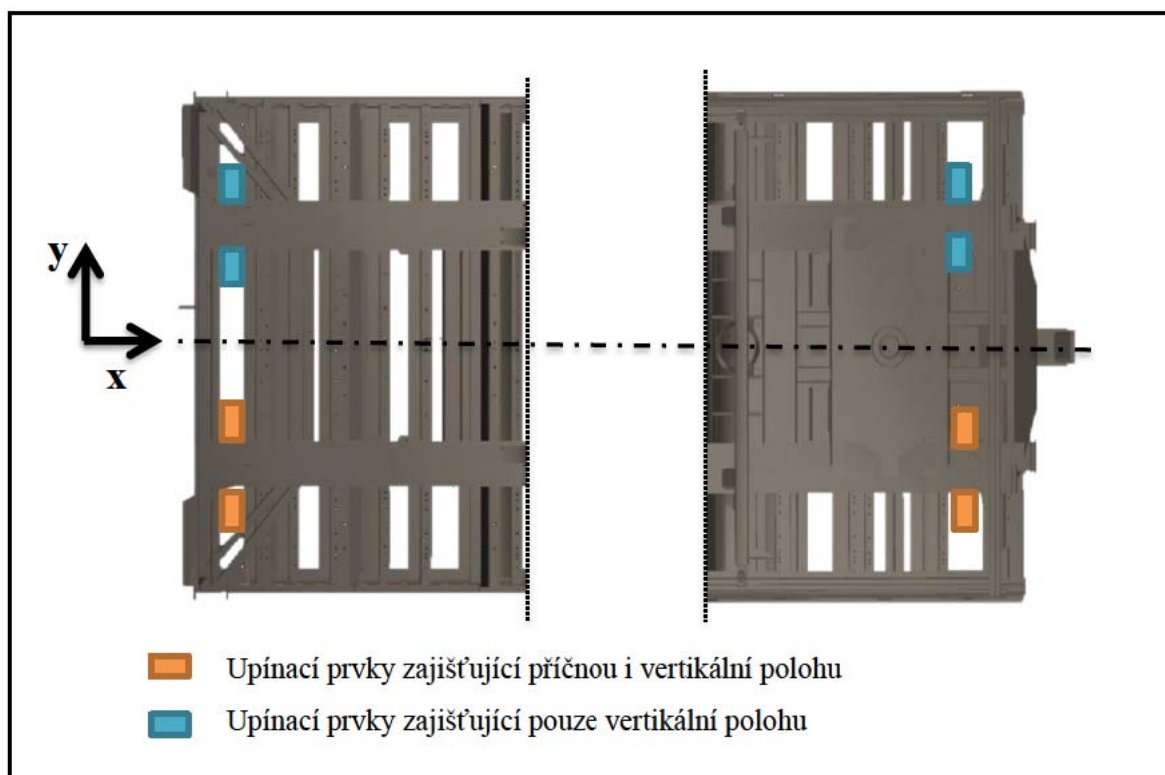 y
x
Upínací prvky zajišťující příčnou i vertikální polohu
Upínací prvky zajišťující pouze vertikální polohu